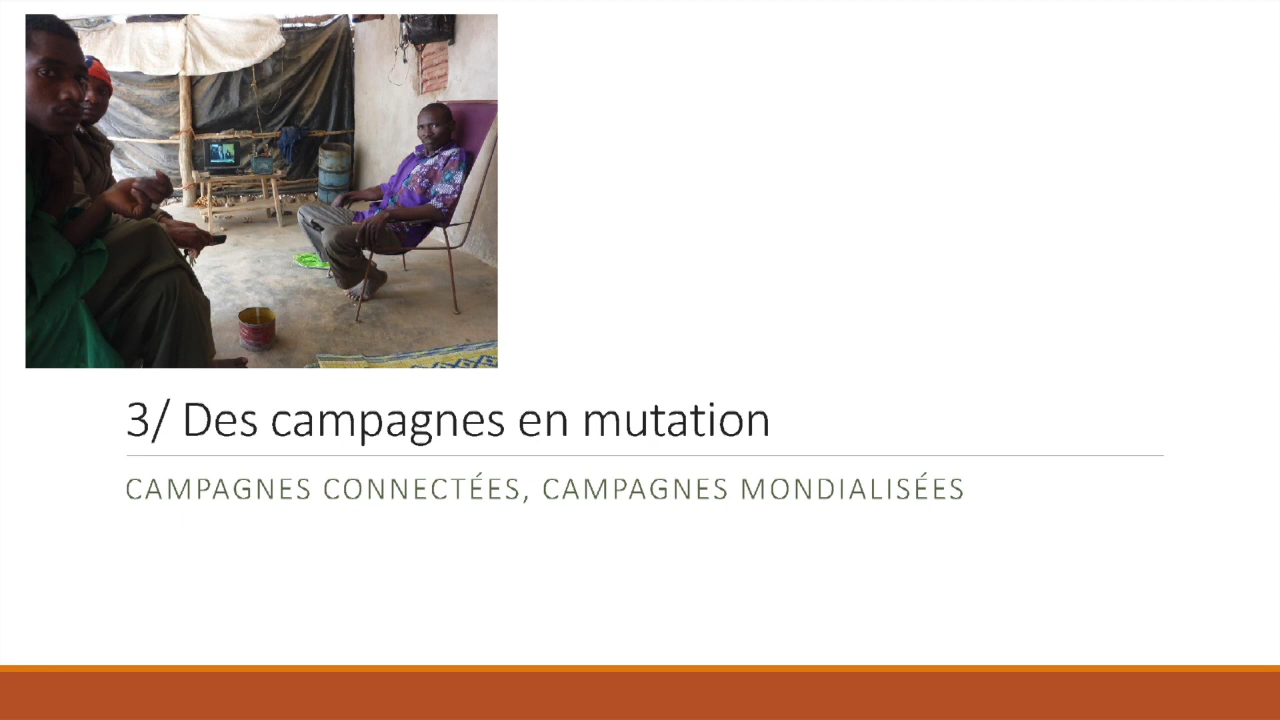 3/ Des campagnes en mutation
CAMPAGNES CONNECTÉES, CAMPAGNES MONDIALISÉES